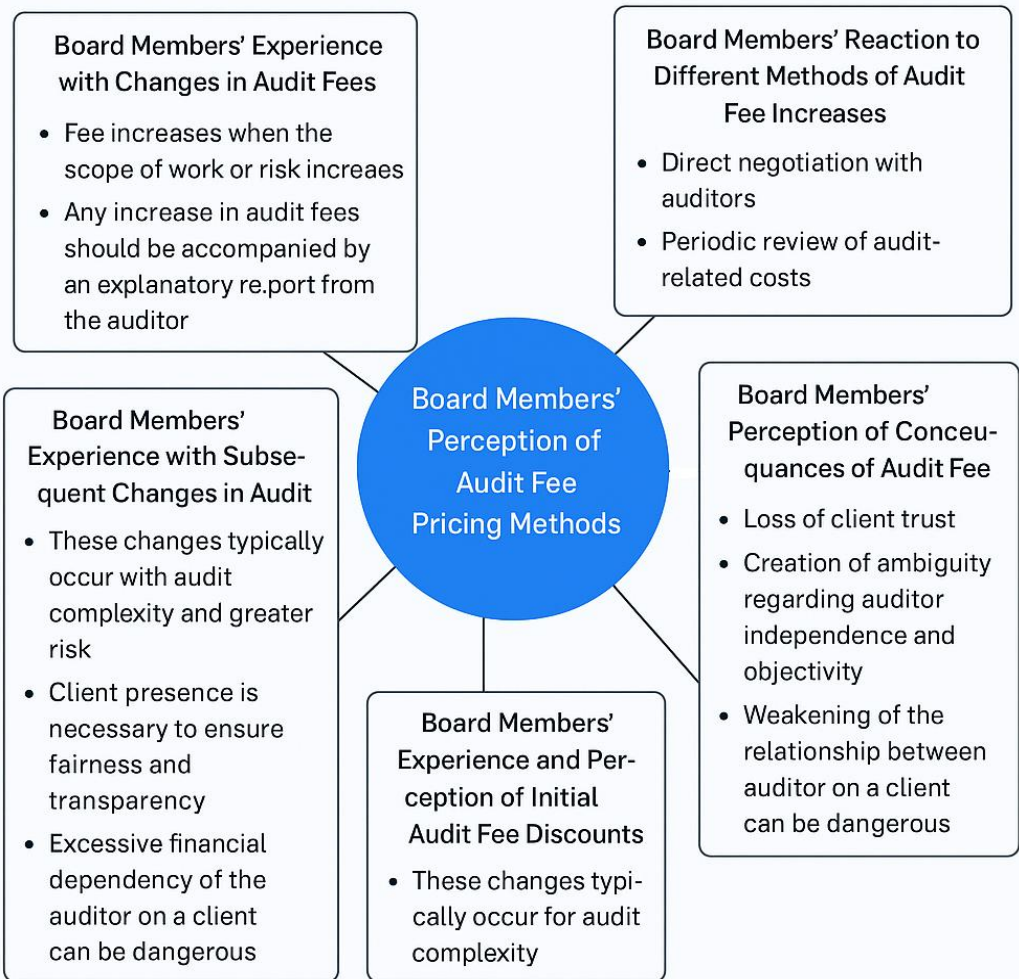 Board Members' Experience
with Changes in Audit Fees
• Fee increases when the
scope of work or risk increaes
• Any increase in audit fees
should be accompanied by
an explanatory re.port from
the auditor
Board Members' Reaction to
Different Methods of Audit
Fee Increases
• Direct negotiation with
auditors
• Periodic review of audit-
related costs
Board Members'
Perception of
Audit Fee
Pricing Methods
Board Members'
Experience with Subse-
quent Changes in Audit
• These changes typically
occur with audit
complexity and greater
risk
• Client presence is
necessary to ensure
fairness and
transparency
• Excessive financial
dependency of the
auditor on a client
can be dangerous
Board Members'
Perception of Conceu-
quances of Audit Fee
• Loss of client trust
• Creation of ambiguity
regarding auditor
independence and
objectivity
• Weakening of the
relationship between
auditor on a client
can be dangerous
Board Members'
Experience and Per-
ception of Initial
Audit Fee Discounts
• These changes typi-
cally occur for audit
complexity